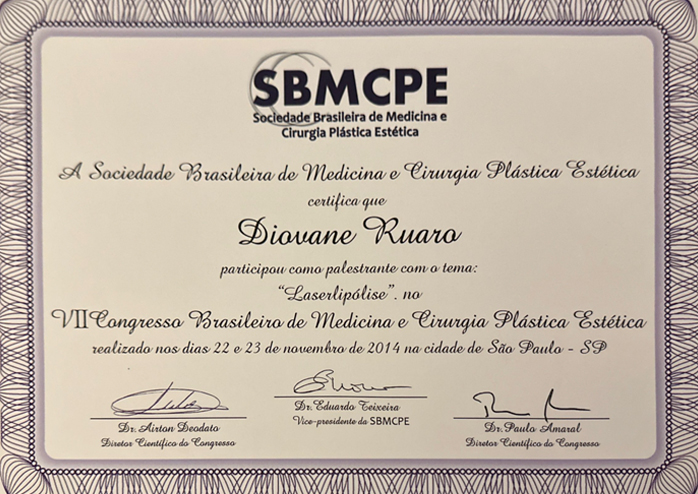 SBMCPE
Sociedade Brasileira de Medicina e
Cirurgia Plástica Estética
A Sociedade Brasileira de Medicina e Cirurgia Plástica Estética
certifica que
Diovane Ruaro
participou como palestrante com o tema:
"Laserlipólise". no
VII Congresso Brasileiro de Medicina e Cirurgia Plástica Estética
realizado nos dias 22 e 23 de novembro de 2014 na cidade de São Paulo - SP
Dr. Airton Deodato
Diretor Científico do Congresso
Dr. Eduardo Teixeira
Vice-presidente da SBMCPE
Dr. Paulo Amaral
Diretor Científico do Congresso